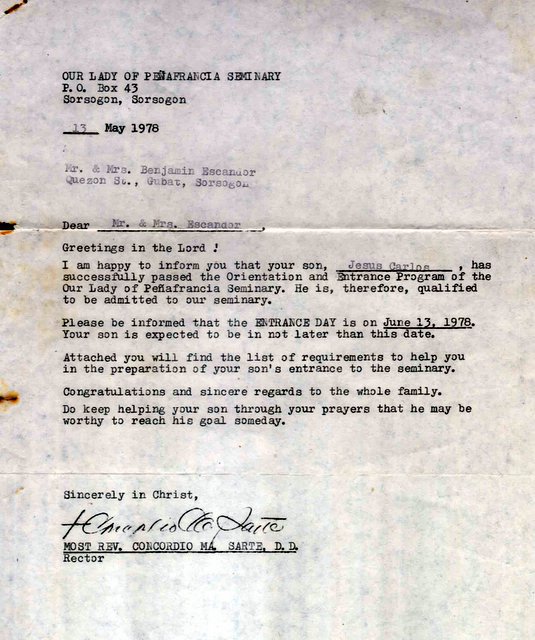 OUR LADY OF PEÑAFRANCIA SEMINARY
P.O. Box 43
Sorsogon, Sorsogon
13 May 1978
Mr. & Mrs. Benjamin Escandor
Quezon St., Gubat, Sorsogon
Dear Mr. & Mrs. Escandor,
Greetings in the Lord !
I am happy to inform you that your son, Jesus Carlos, has
successfully passed the Orientation and Entrance Program of the
Our Lady of Peñafrancia Seminary. He is, therefore, qualified
to be admitted to our seminary.
Please be informed that the ENTRANCE DAY is on June 13, 1978.
Your son is expected to be in not later than this date.
Attached you will find the list of requirements to help you
in the preparation of your son's entrance to the seminary.
Congratulations and sincere regards to the whole family.
Do keep helping your son through your prayers that he may be
worthy to reach his goal someday.
Sincerely in Christ,
+Concordio Ma. Sarte
MOST REV. CONCORDIO MA. SARTE, D.D.
Rector